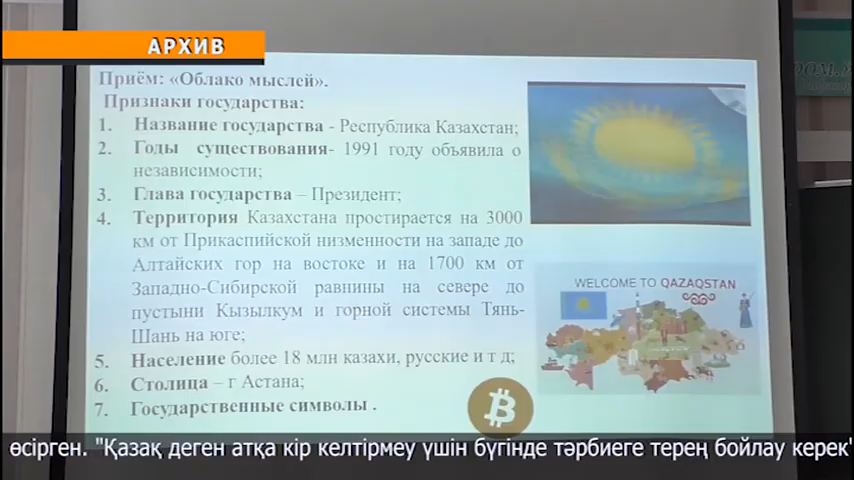 АРХИВ
Приём: «Облако мыслей».
Признаки государства:
1. Название государства - Республика Казахстан;
2. Годы существования- 1991 году объявила о
независимости;
3. Глава государства – Президент;
4. Территория Казахстана простирается на 3000
км от Прикаспийской низменности на западе до
Алтайских гор на востоке и на 1700 км от
Западно-Сибирской равнины на севере до
пустыни Кызылкум и горной системы Тянь-
Шань на юге;
5. Население более 18 млн казахи, русские и т д;
6. Столица – г Астана;
7. Государственные символы .
WELCOME TO QAZAQSTAN
өсірген. "Қазақ деген атқа кір келтірмеу үшін бүгінде тәрбиеге терең бойлау керек"